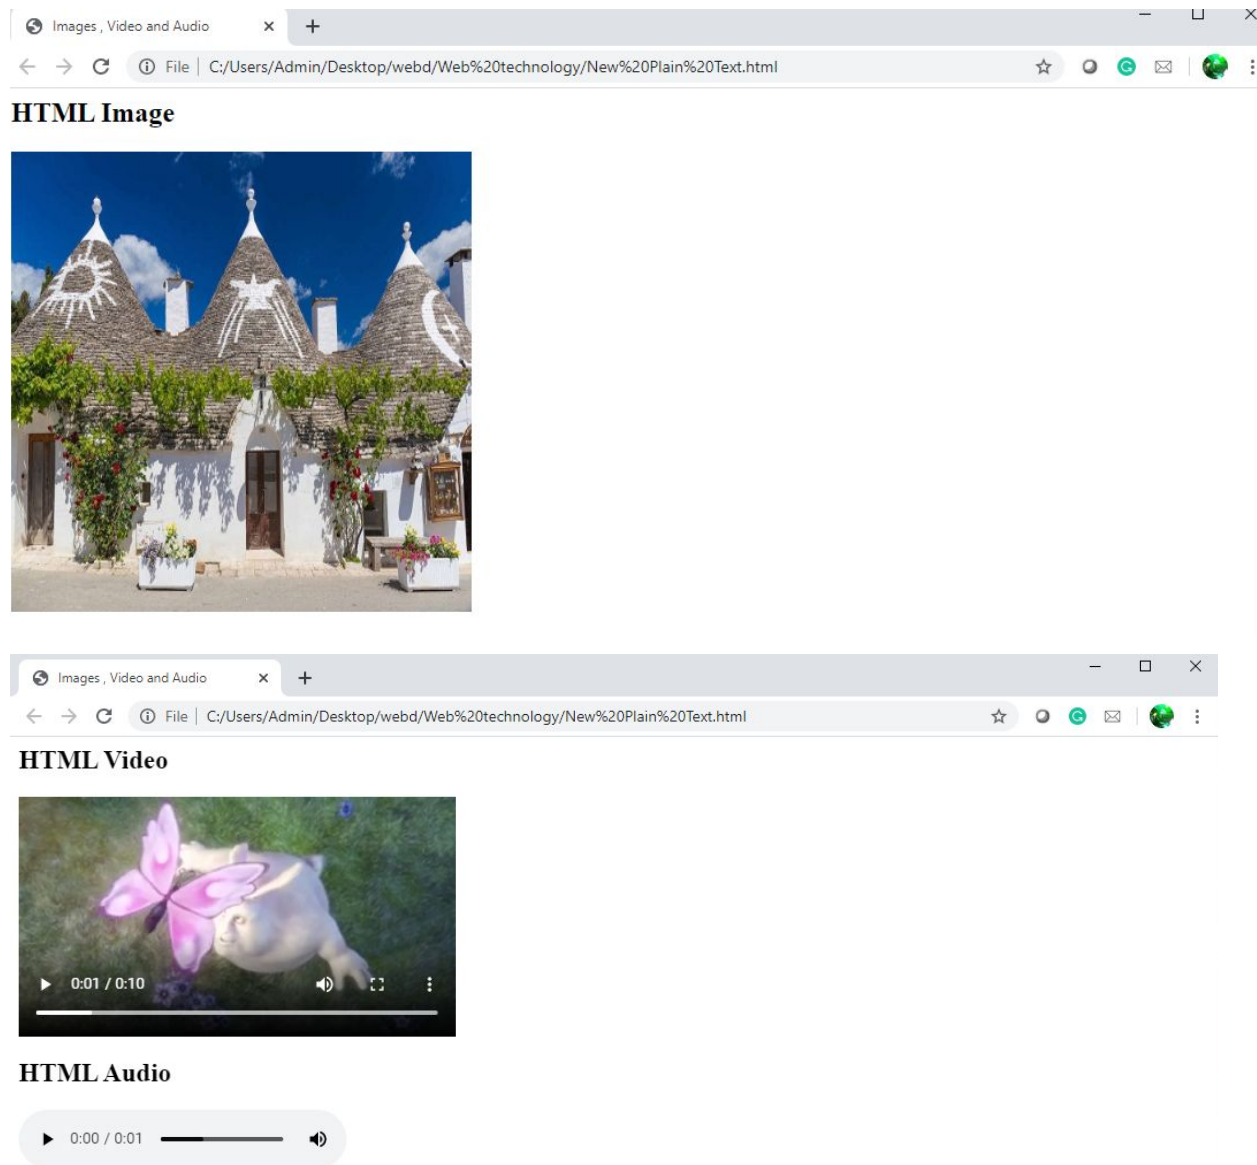 Images , Video and Audio
File | C:/Users/Admin/Desktop/webd/Web%20technology/New%20Plain%20Text.html
HTML Image
Images , Video and Audio
File | C:/Users/Admin/Desktop/webd/Web%20technology/New%20Plain%20Text.html
HTML Video
0:01 / 0:10
HTML Audio
0:00 / 0:01